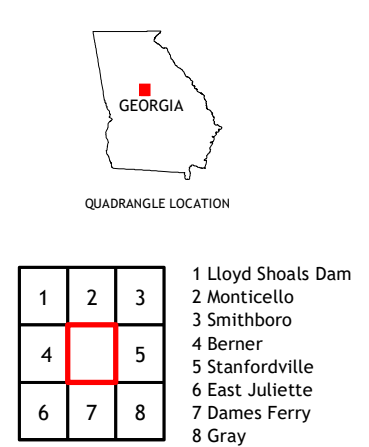 GEORGIA
QUADRANGLE LOCATION
1 2 3
4 5
6 7 8
1 Lloyd Shoals Dam
2 Monticello
3 Smithboro
4 Berner
5 Stanfordville
6 East Juliette
7 Dames Ferry
8 Gray